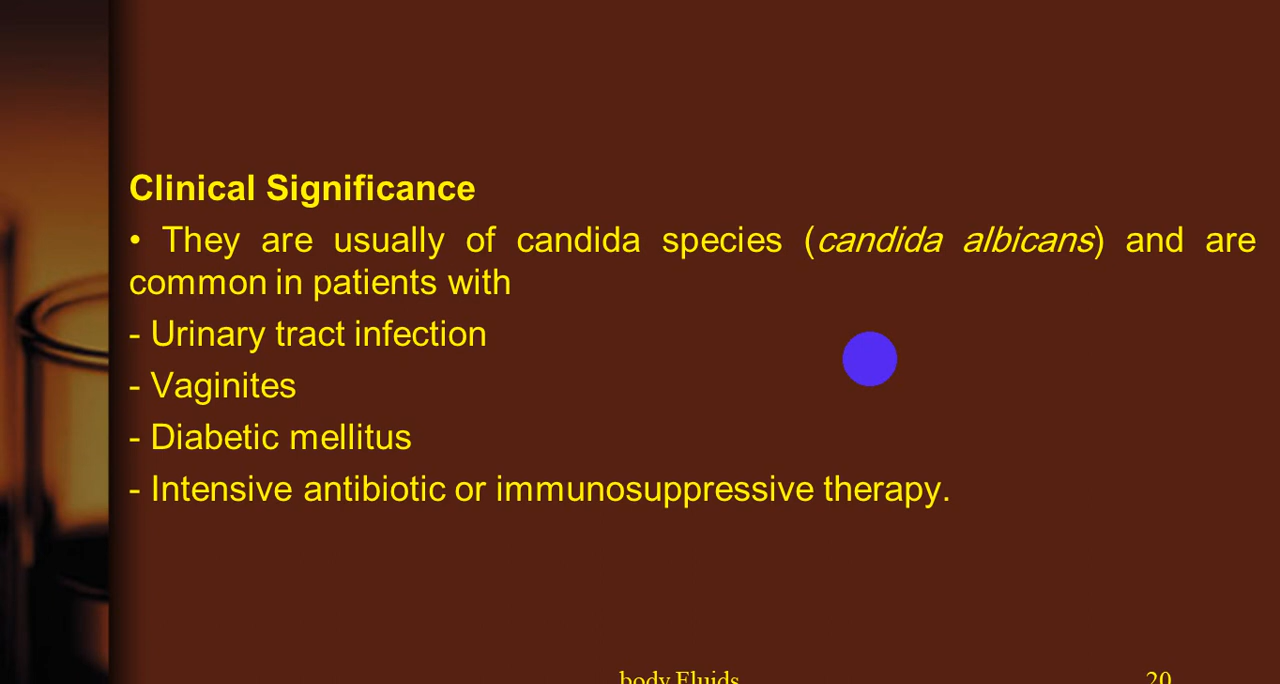 Clinical Significance
• They are usually of candida species (candida albicans) and are
common in patients with
- Urinary tract infection
- Vaginites
- Diabetic mellitus
- Intensive antibiotic or immunosuppressive therapy.
body Fluids
20